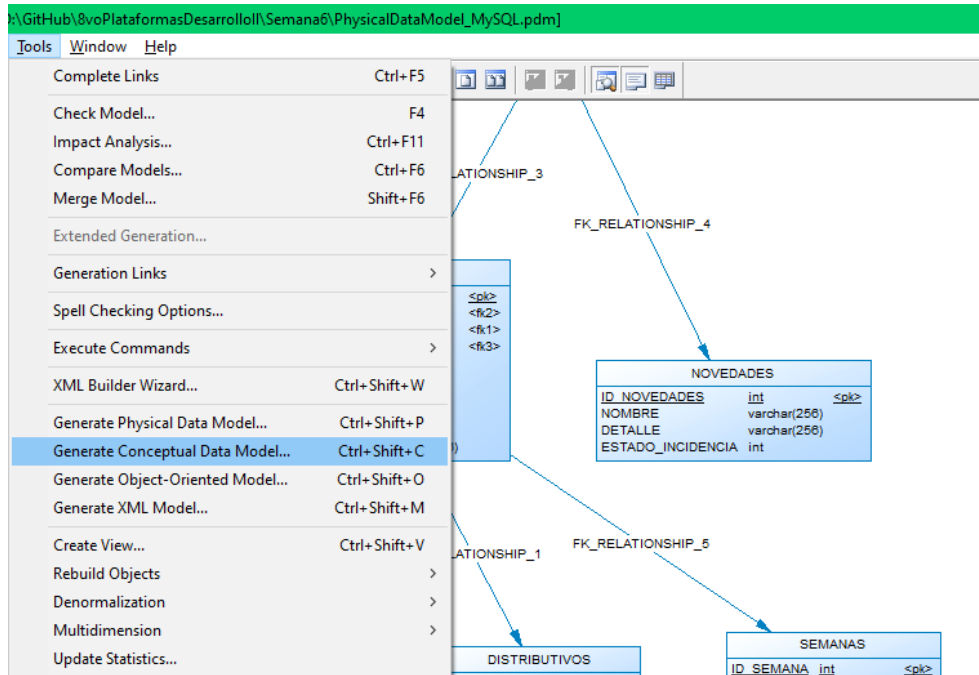 D:\GitHub\8voPlataformasDesarrolloII\Semana6\PhysicalDataModel_MySQL.pdm]
Tools Window Help
Complete Links Ctrl+F5
Check Model... F4
Impact Analysis... Ctrl+F11
Compare Models... Ctrl+F6
Merge Model... Shift+F6
Extended Generation...
Generation Links >
Spell Checking Options...
Execute Commands >
XML Builder Wizard... Ctrl+Shift+W
Generate Physical Data Model... Ctrl+Shift+P
Generate Conceptual Data Model... Ctrl+Shift+C
Generate Object-Oriented Model... Ctrl+Shift+O
Generate XML Model... Ctrl+Shift+M
Create View... Ctrl+Shift+V
Rebuild Objects >
Denormalization >
Multidimension >
Update Statistics...
LATIONSHIP_3
FK_RELATIONSHIP_4
<pk>
<fk2>
<fk1>
<fk3>
)
NOVEDADES
ID_NOVEDADES int <pk>
NOMBRE varchar(256)
DETALLE varchar(256)
ESTADO_INCIDENCIA int
LATIONSHIP_1
FK_RELATIONSHIP_5
DISTRIBUTIVOS
SEMANAS
ID_SEMANA int <pk>